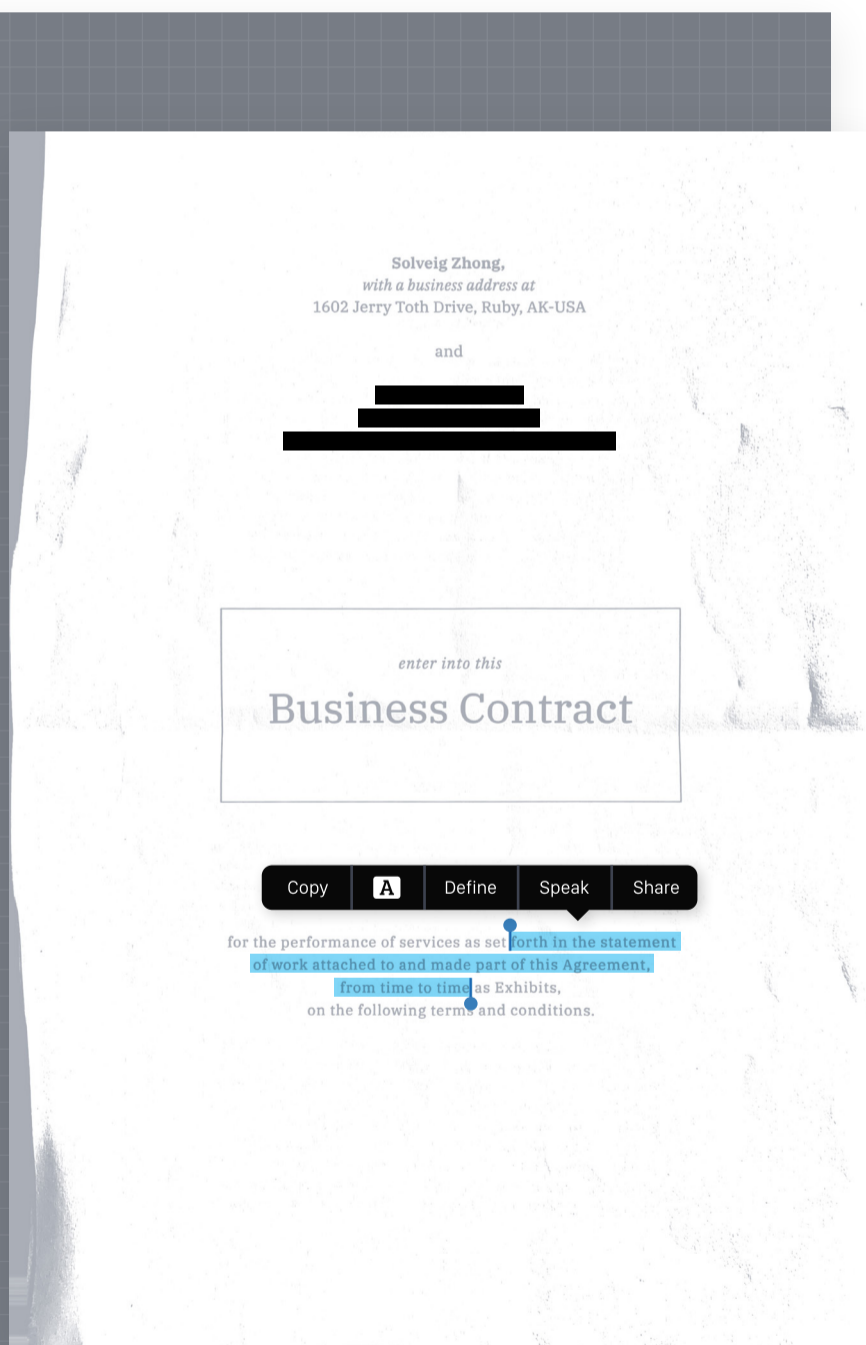 Solveig Zhong,
with a business address at
1602 Jerry Toth Drive, Ruby, AK-USA
and
enter into this
Business Contract
Copy A Define Speak Share
for the performance of services as set forth in the statement
of work attached to and made part of this Agreement,
from time to time as Exhibits,
on the following terms and conditions.